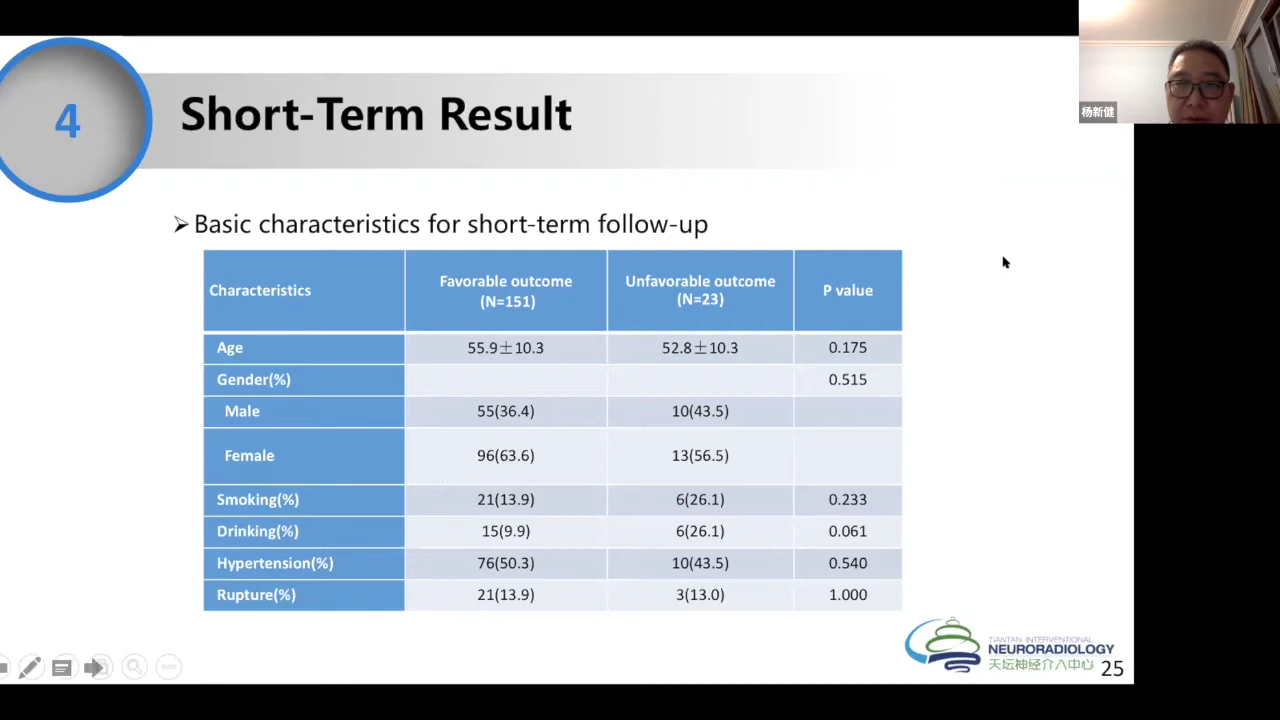 杨新健
4
Short-Term Result
➢Basic characteristics for short-term follow-up
Characteristics
Favorable outcome (N=151)
Unfavorable outcome (N=23)
P value
Age 55.9±10.3 52.8±10.3 0.175
Gender(%) 0.515
Male 55(36.4) 10(43.5)
Female 96(63.6) 13(56.5)
Smoking(%) 21(13.9) 6(26.1) 0.233
Drinking(%) 15(9.9) 6(26.1) 0.061
Hypertension(%) 76(50.3) 10(43.5) 0.540
Rupture(%) 21(13.9) 3(13.0) 1.000
TIANTAN INTERVENTIONAL
NEURORADIOLOGY
天坛神经介入中心
25